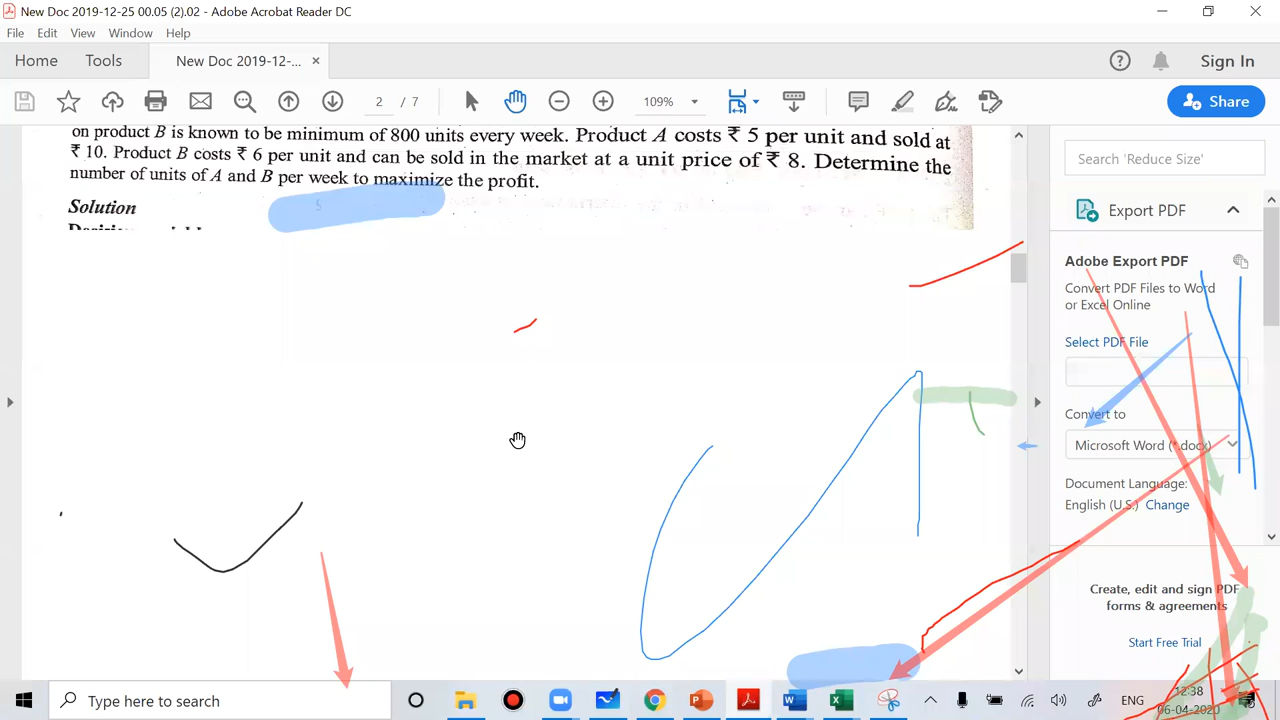 New Doc 2019-12-25 00.05 (2).02 - Adobe Acrobat Reader DC
File Edit View Window Help
Home Tools New Doc 2019-12-... × Sign In
2 / 7 109% Share
on product B is known to be minimum of 800 units every week. Product A costs ₹ 5 per unit and sold at
₹ 10. Product B costs ₹ 6 per unit and can be sold in the market at a unit price of ₹ 8. Determine the
number of units of A and B per week to maximize the profit.
Solution
Search 'Reduce Size'
Export PDF
Adobe Export PDF
Convert PDF Files to Word
or Excel Online
Select PDF File
Convert to
Microsoft Word (*.docx)
Document Language:
English (U.S.) Change
Create, edit and sign PDF
forms & agreements
Start Free Trial
Type here to search
ENG
12:38
06-04-2020